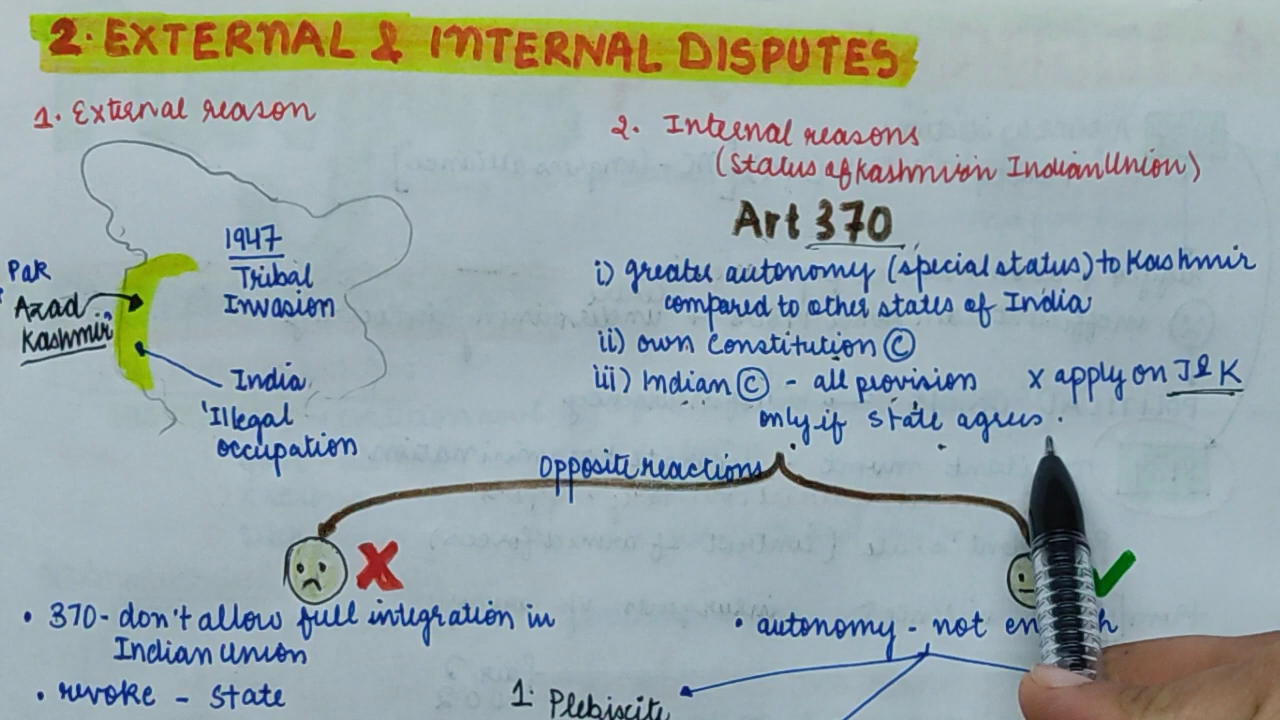 2. EXTERNAL & INTERNAL DISPUTES
1. External reason
1947
Tribal
Invasion
Pak
Azad
Kashmir
India
'Illegal
occupation
2. Internal reasons
(Status of Kashmir in Indian Union)
Art 370
i) greater autonomy (special status) to Kashmir
compared to other states of India
ii) own Constitution ©
iii) Indian © - all provision x apply on J&K
only if state agrees.
Opposite reactions
X
• 370 - don't allow full integration in
Indian Union
• revoke - State
• autonomy - not
1. Plebiscite